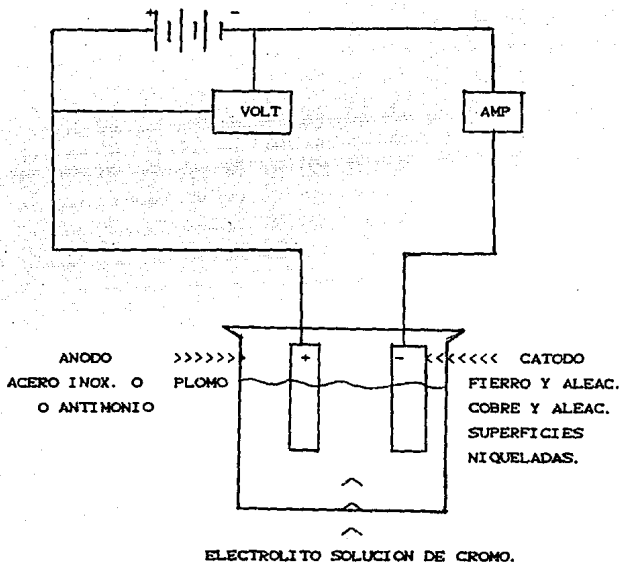 + -
VOLT
AMP
+ -
ANODO >>>>>>
ACERO INOX. O PLOMO
O ANTIMONIO
<<<<<<< CATODO
FIERRO Y ALEAC.
COBRE Y ALEAC.
SUPERFICIES
NIQUELADAS.
ELECTROLITO SOLUCION DE CROMO.